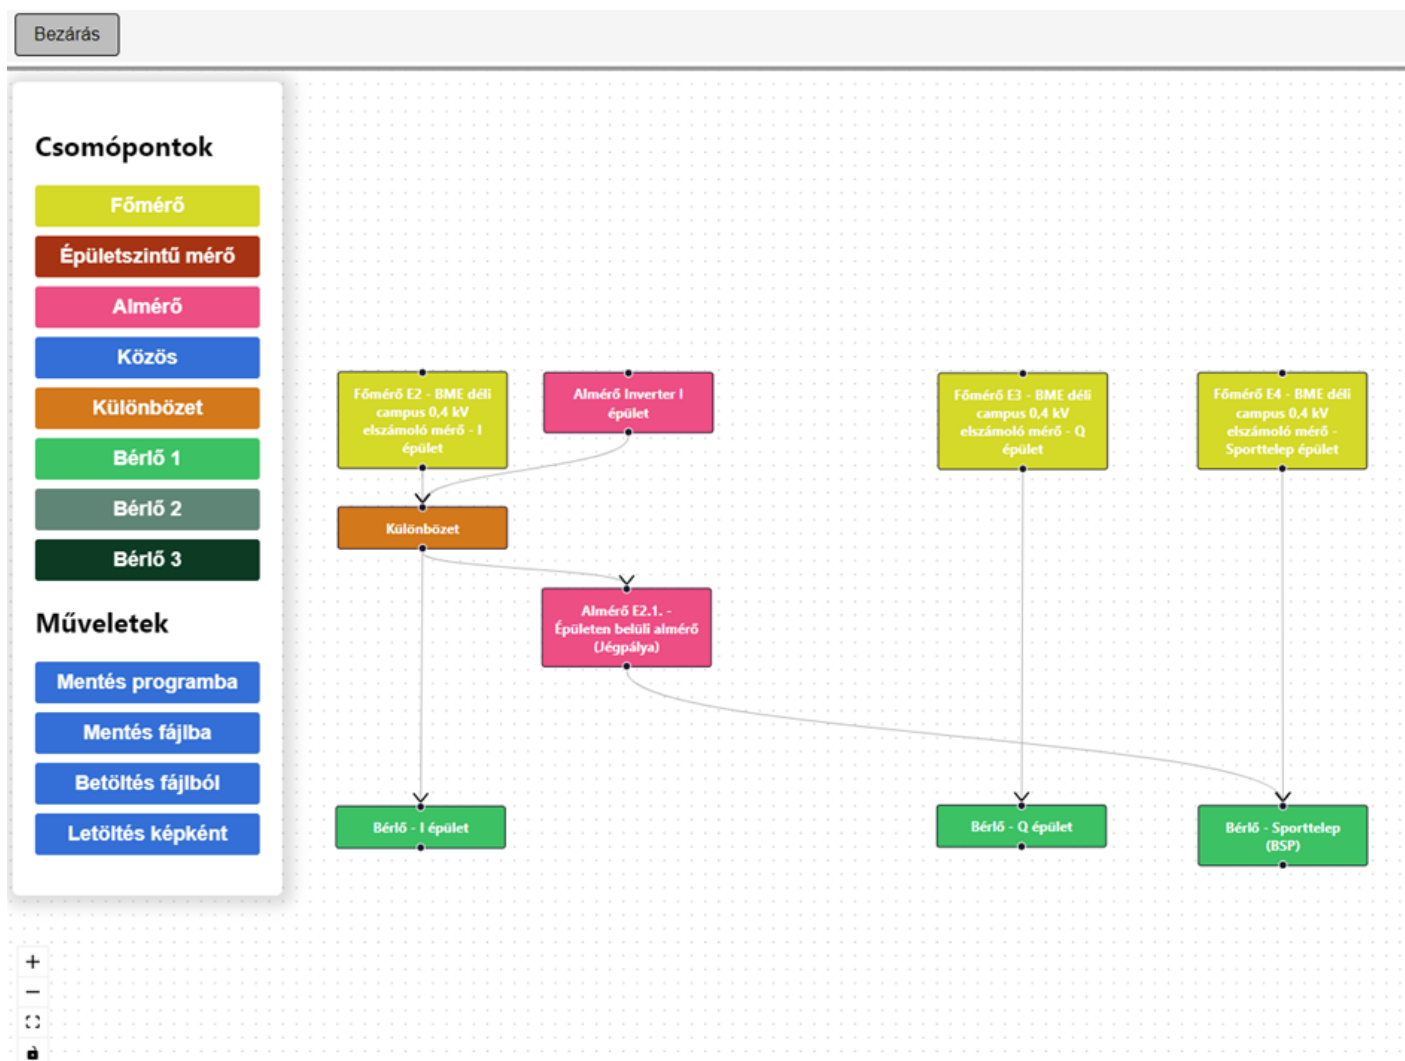 Bezárás
Csomópontok
Főmérő
Épületszintű mérő
Almérő
Közös
Különbözet
Bérlő 1
Bérlő 2
Bérlő 3
Műveletek
Mentés programba
Mentés fájlba
Betöltés fájlból
Letöltés képként
Főmérő E2 - BME déli
campus 0,4 kV
elszámoló mérő - I
épület
Almérő Inverter I
épület
Főmérő E3 - BME déli
campus 0,4 kV
elszámoló mérő - Q
épület
Főmérő E4 - BME déli
campus 0,4 kV
elszámoló mérő -
Sporttelep épület
Különbözet
Almérő E2.1. -
Épületen belüli almérő
(Jégpálya)
Bérlő - I épület
Bérlő - Q épület
Bérlő - Sporttelep
(BSP)